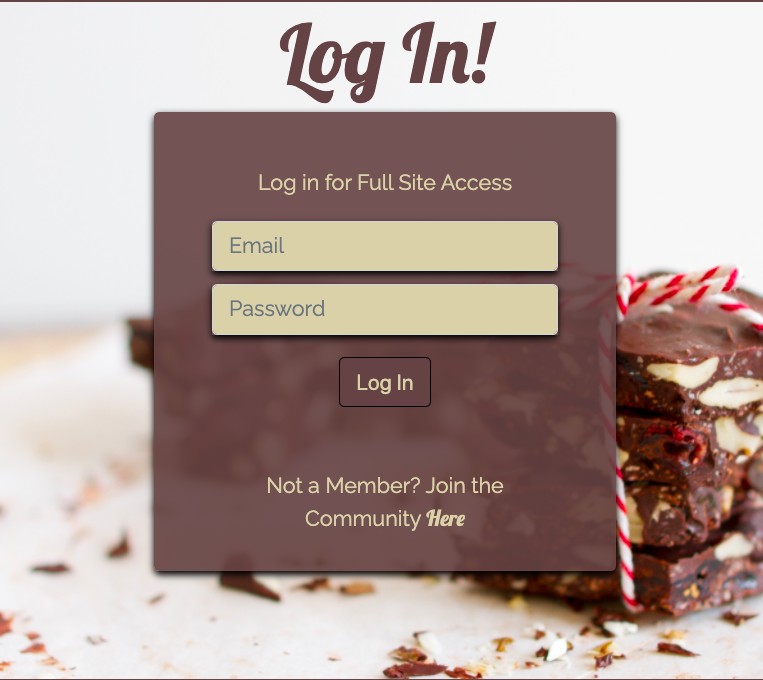 Log In!
Log in for Full Site Access
Email
Password
Log In
Not a Member? Join the
Community Here